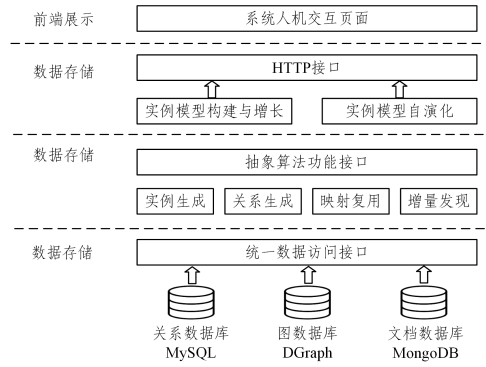 前端展示 系统人机交互页面
数据存储 HTTP接口
实例模型构建与增长 实例模型自演化
数据存储 抽象算法功能接口
实例生成 关系生成 映射复用 增量发现
数据存储 统一数据访问接口
关系数据库 图数据库 文档数据库
MySQL DGraph MongoDB